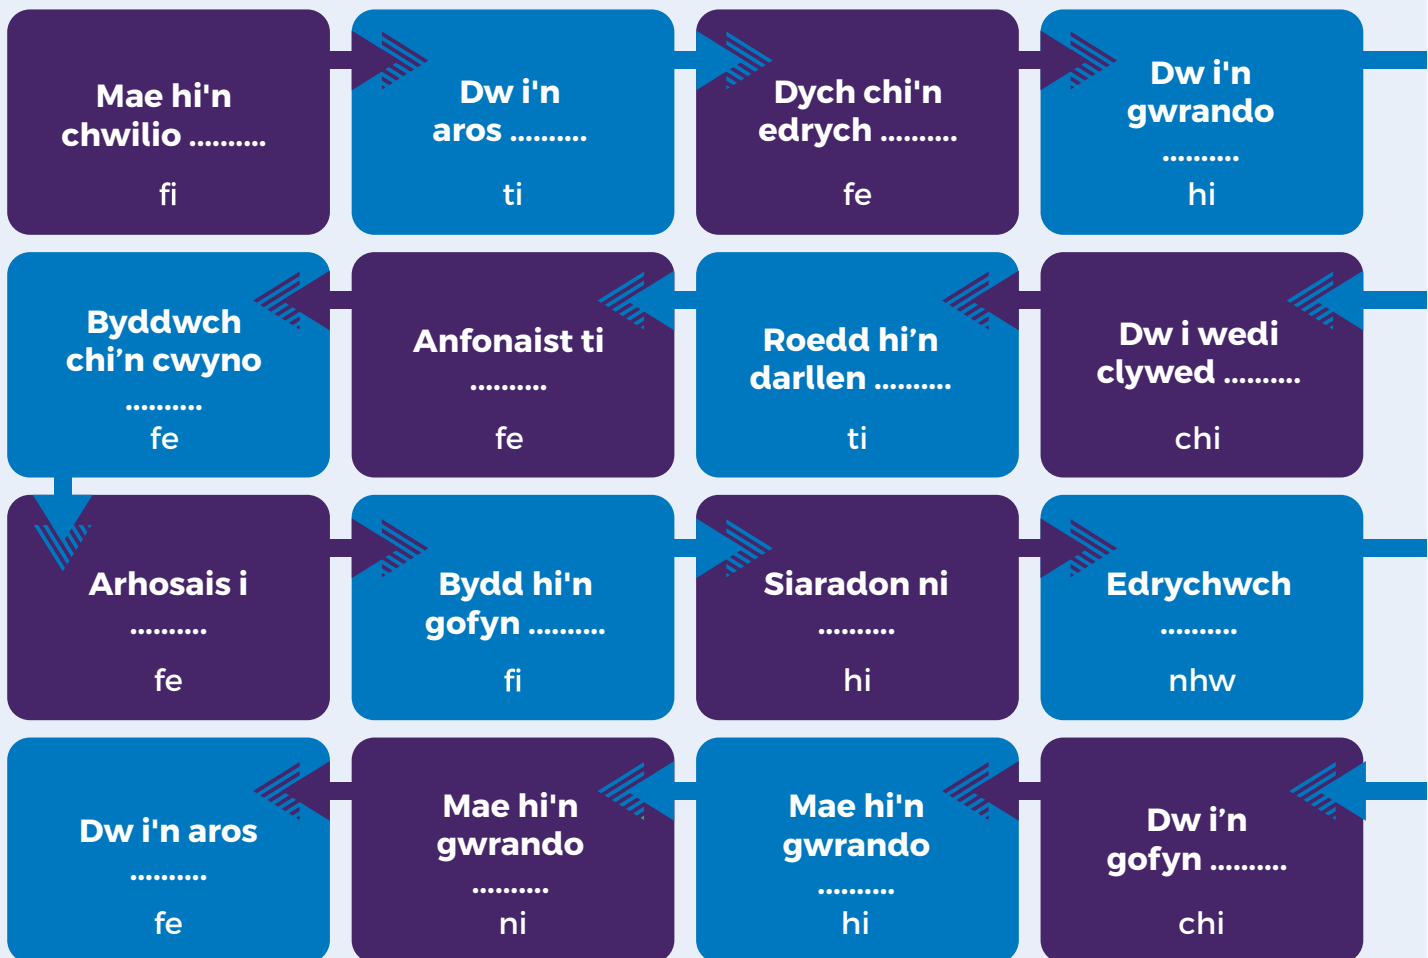 Mae hi'n
chwilio ..........
fi
Dw i'n
aros ..........
ti
Dych chi'n
edrych ..........
fe
Dw i'n
gwrando
..........
hi
Dw i wedi
clywed ..........
chi
Roedd hi’n
darllen ..........
ti
Anfonaist ti
..........
fe
Byddwch
chi’n cwyno
..........
fe
Arhosais i
..........
fe
Bydd hi'n
gofyn ..........
fi
Siaradon ni
..........
hi
Edrychwch
..........
nhw
Dw i’n
gofyn ..........
chi
Mae hi'n
gwrando
..........
hi
Mae hi'n
gwrando
..........
ni
Dw i'n aros
..........
fe